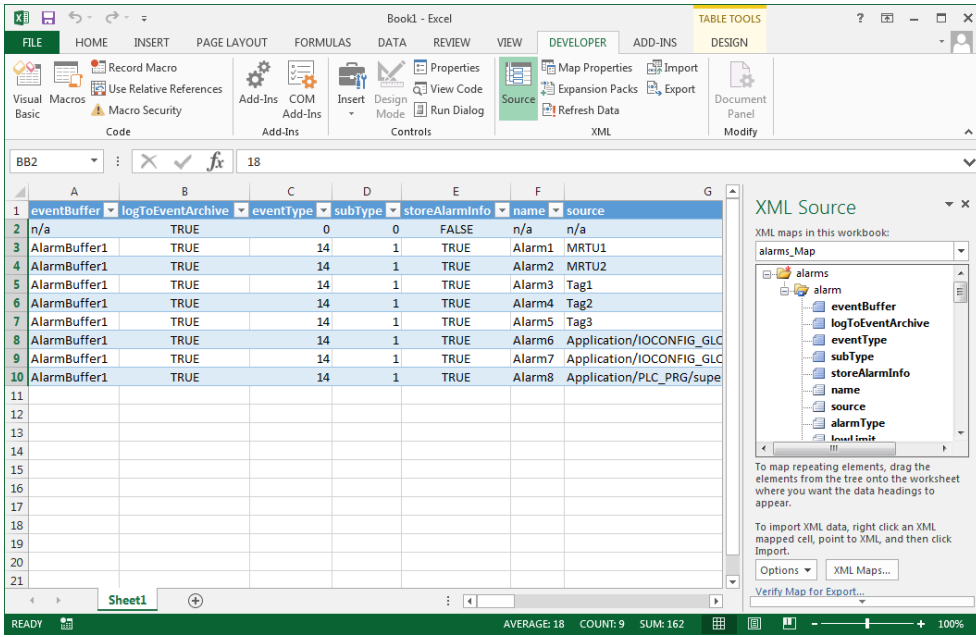 Book1 - Excel
TABLE TOOLS
FILE HOME INSERT PAGE LAYOUT FORMULAS DATA REVIEW VIEW DEVELOPER ADD-INS DESIGN
Visual Basic
Macros
Record Macro
Use Relative References
Macro Security
Code
Add-Ins
COM Add-Ins
Add-Ins
Insert
Design Mode
Properties
View Code
Run Dialog
Controls
Source
Map Properties
Expansion Packs
Refresh Data
Import
Export
XML
Document Panel
Modify
BB2 fx 18
A B C D E F G
1 eventBuffer logToEventArchive eventType subType storeAlarmInfo name source
2 n/a TRUE 0 0 FALSE n/a n/a
3 AlarmBuffer1 TRUE 14 1 TRUE Alarm1 MRTU1
4 AlarmBuffer1 TRUE 14 1 TRUE Alarm2 MRTU2
5 AlarmBuffer1 TRUE 14 1 TRUE Alarm3 Tag1
6 AlarmBuffer1 TRUE 14 1 TRUE Alarm4 Tag2
7 AlarmBuffer1 TRUE 14 1 TRUE Alarm5 Tag3
8 AlarmBuffer1 TRUE 14 1 TRUE Alarm6 Application/IOCONFIG_GLC
9 AlarmBuffer1 TRUE 14 1 TRUE Alarm7 Application/IOCONFIG_GLC
10 AlarmBuffer1 TRUE 14 1 TRUE Alarm8 Application/PLC_PRG/supe
11
12
13
14
15
16
17
18
19
20
21
XML Source
XML maps in this workbook:
alarms_Map
alarms
alarm
eventBuffer
logToEventArchive
eventType
subType
storeAlarmInfo
name
source
alarmType
lowLimit
To map repeating elements, drag the
elements from the tree onto the worksheet
where you want the data headings to
appear.
To import XML data, right click an XML
mapped cell, point to XML, and then click
Import.
Options XML Maps...
Verify Map for Export...
Sheet1
READY AVERAGE: 18 COUNT: 9 SUM: 162 100%